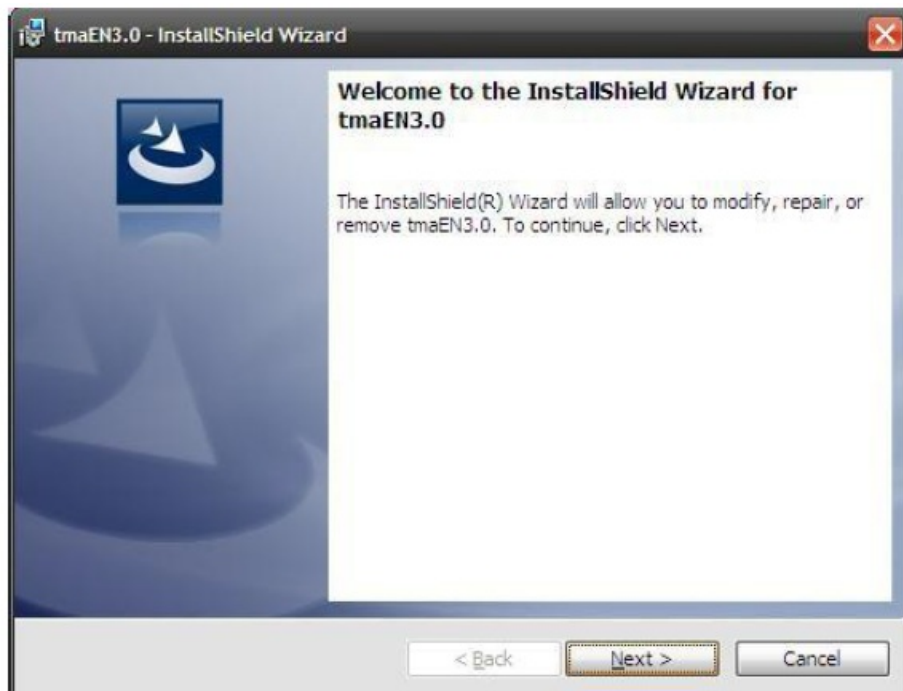 tmaEN3.0 - InstallShield Wizard
Welcome to the InstallShield Wizard for
tmaEN3.0
The InstallShield(R) Wizard will allow you to modify, repair, or
remove tmaEN3.0. To continue, click Next.
< Back Next > Cancel